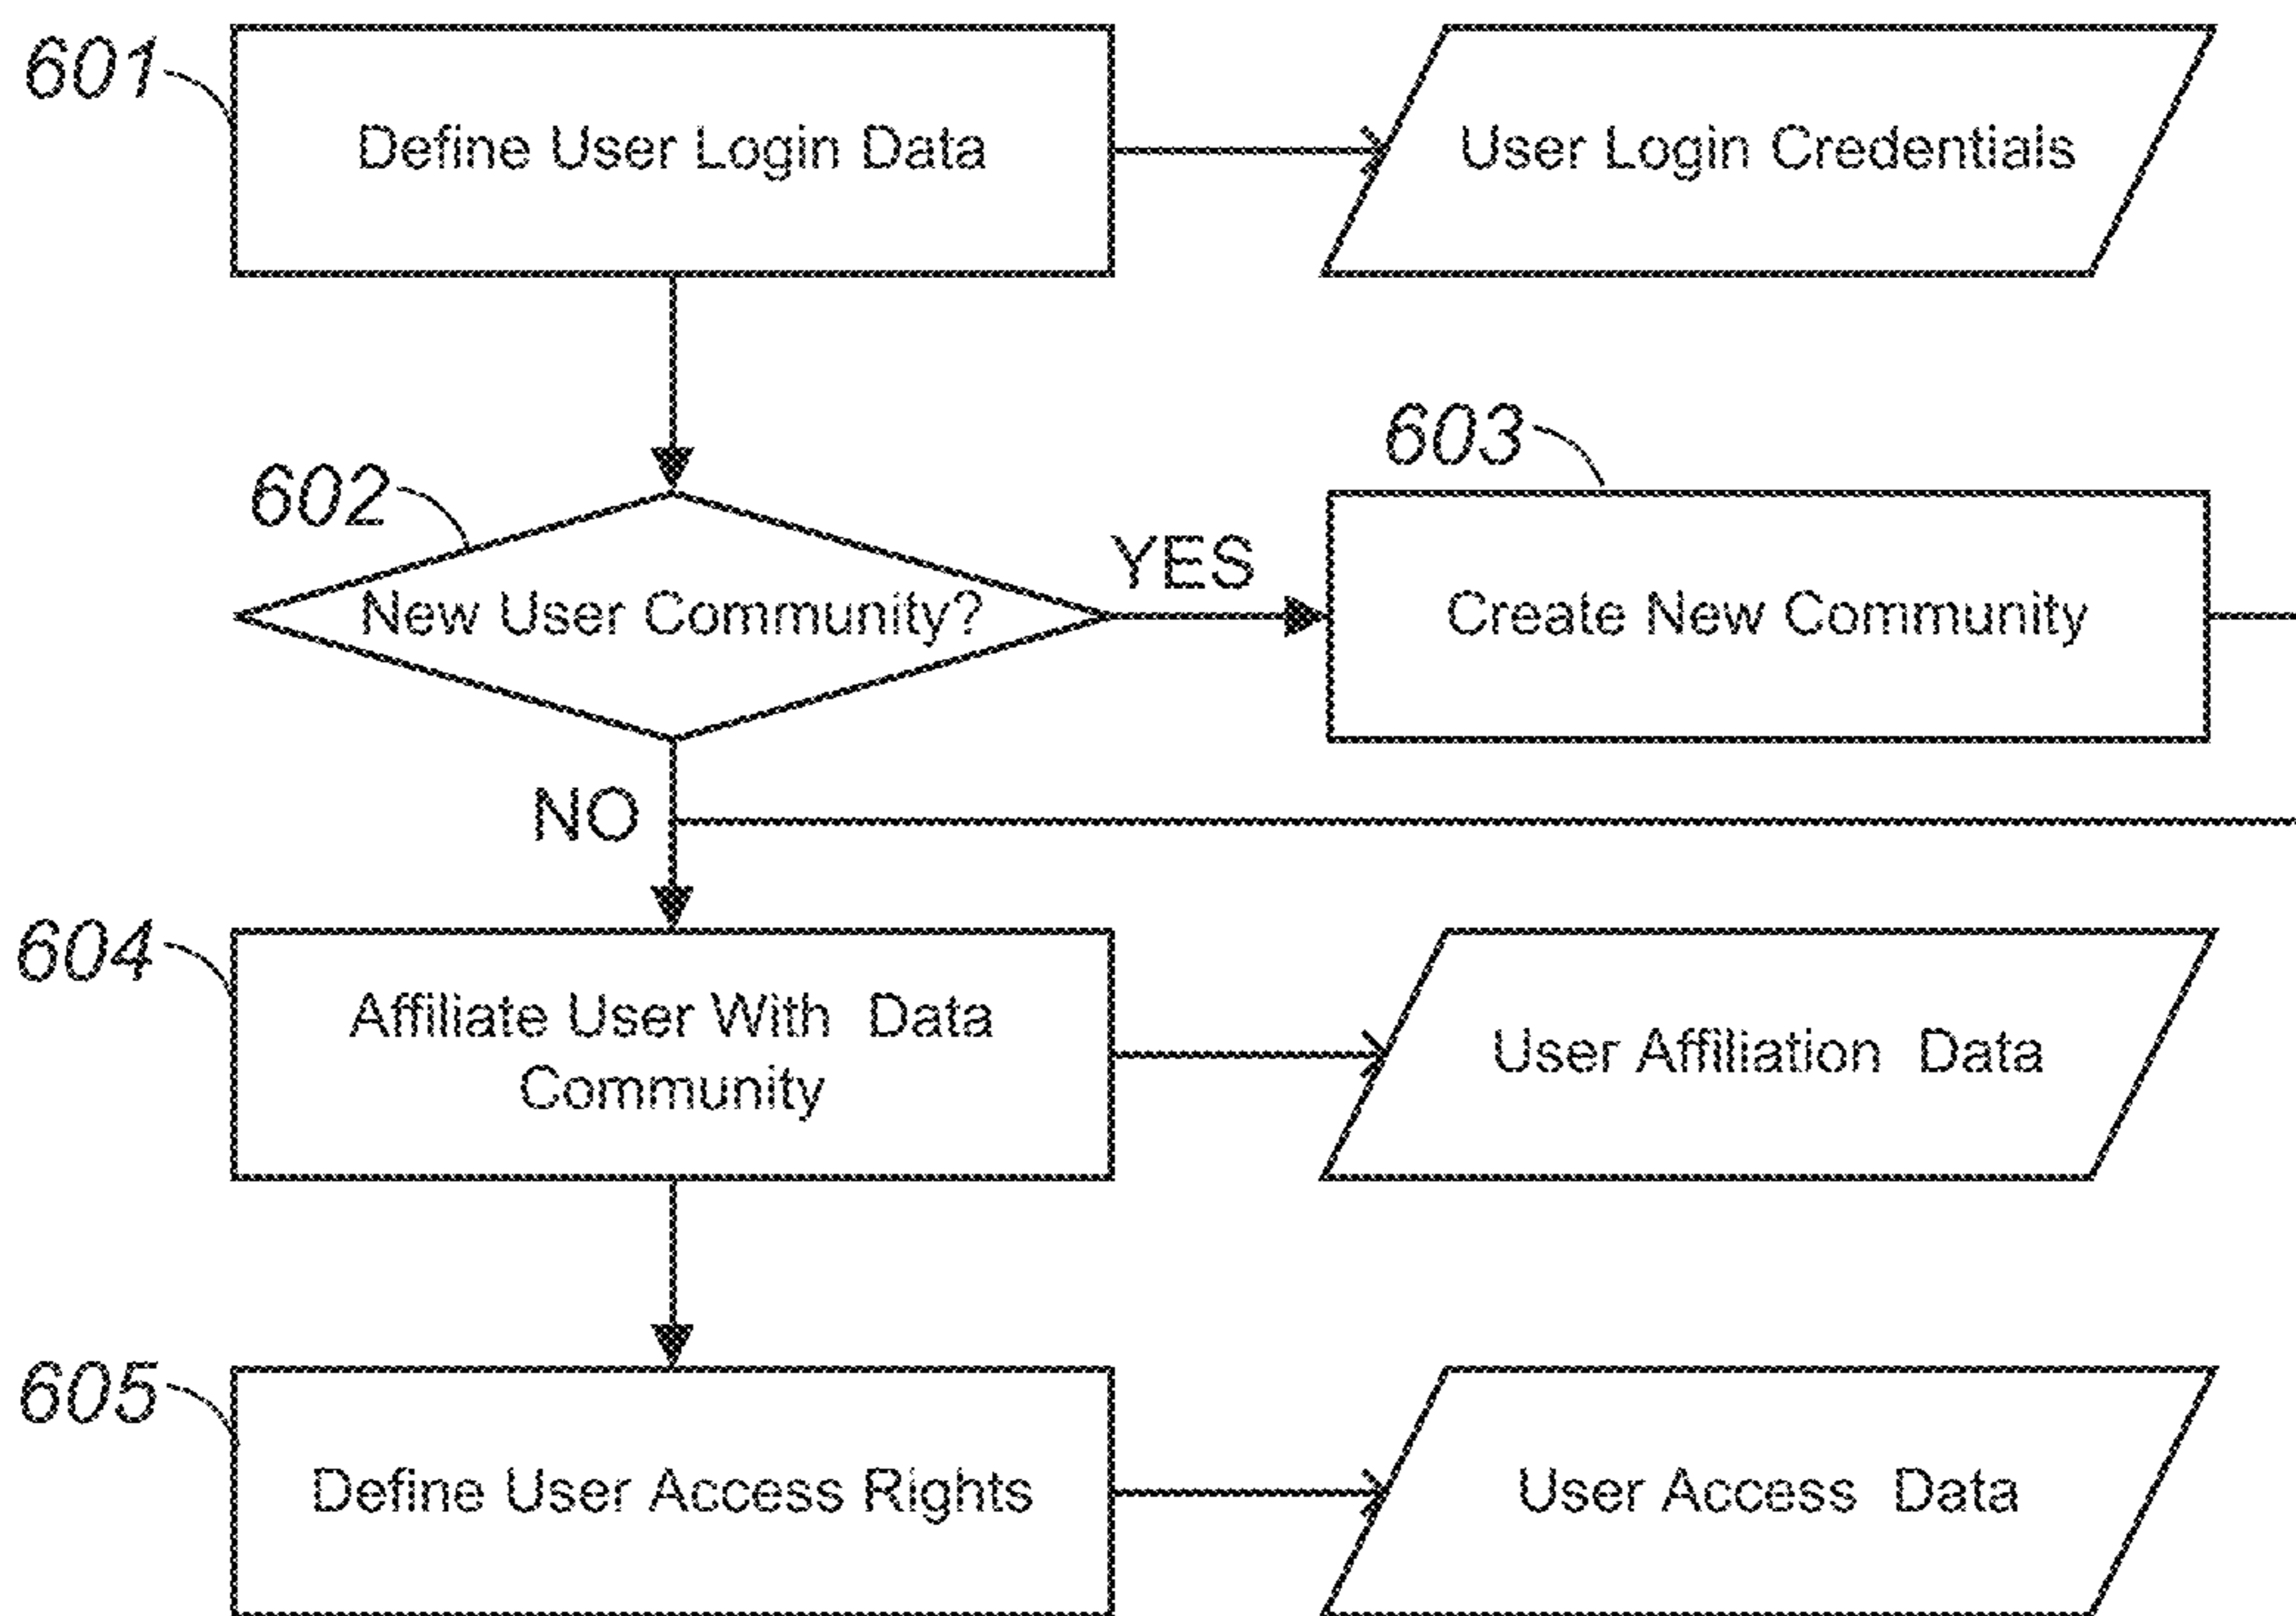 601
Define User Login Data
User Login Credentials
602
New User Community?
YES
603
Create New Community
NO
604
Affiliate User With Data
Community
User Affiliation Data
605
Define User Access Rights
User Access Data